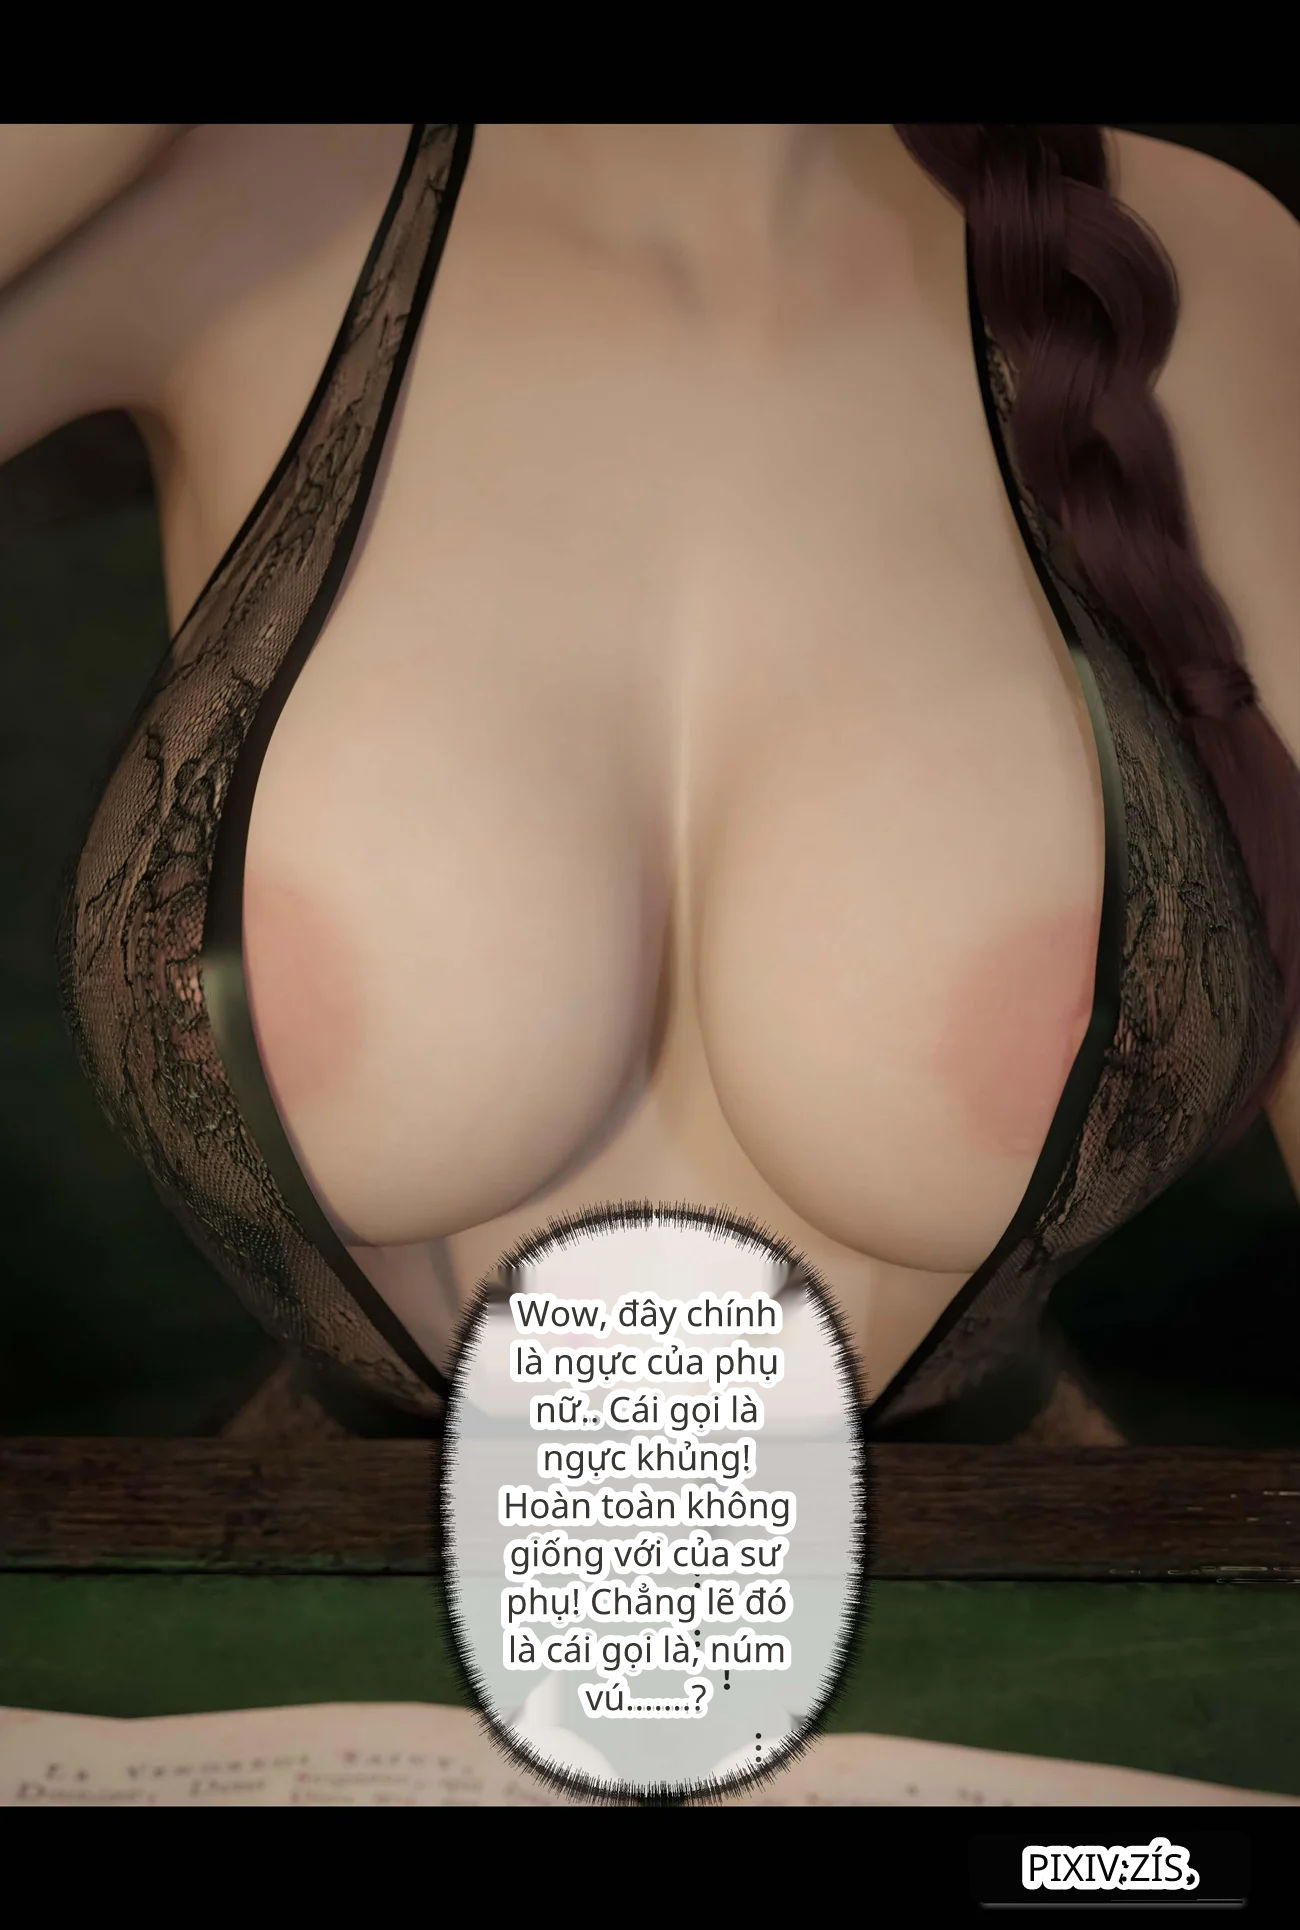 Wow, đây chính
là ngực của phụ
nữ.. Cái gọi là
ngực khủng!
Hoàn toàn không
giống với của sư
phụ! Chẳng lẽ đó
là cái gọi là, núm
vú.......?
PIXIV:ZÍS,